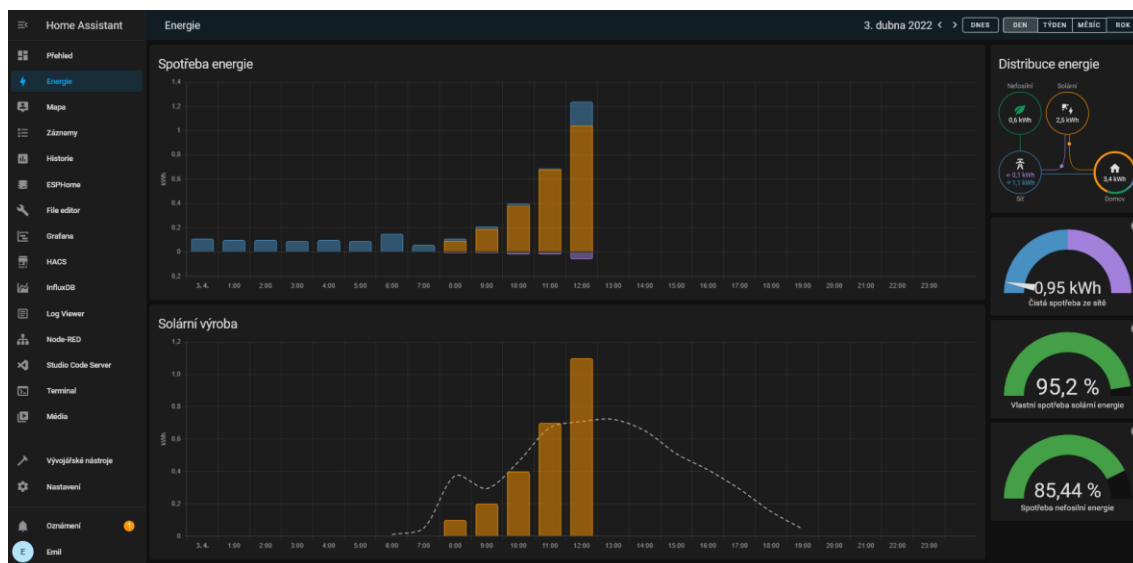 Home Assistant
Přehled
Energie
Mapa
Záznamy
Historie
ESPHome
File editor
Grafana
HACS
InfluxDB
Log Viewer
Node-RED
Studio Code Server
Terminal
Média
Vývojářské nástroje
Nastavení
Oznámení 1
E Emil
Energie
3. dubna 2022 < > DNES DEN TÝDEN MĚSÍC ROK
Spotřeba energie
1,4
1,2
1
0,8
0,6
0,4
0,2
0
0,2
kWh
3. 4. 1:00 2:00 3:00 4:00 5:00 6:00 7:00 8:00 9:00 10:00 11:00 12:00 13:00 14:00 15:00 16:00 17:00 18:00 19:00 20:00 21:00 22:00 23:00
Solární výroba
1,2
1,0
0,8
0,6
0,4
0,2
0
kWh
3. 4. 1:00 2:00 3:00 4:00 5:00 6:00 7:00 8:00 9:00 10:00 11:00 12:00 13:00 14:00 15:00 16:00 17:00 18:00 19:00 20:00 21:00 22:00 23:00
Distribuce energie
Nefosilní Solární
0,6 kWh 2,5 kWh
← 0,1 kWh
→ 1,1 kWh
3,4 kWh
Síť Domov
0,95 kWh
Čistá spotřeba ze sítě
95,2 %
Vlastní spotřeba solární energie
85,44 %
Spotřeba nefosilní energie